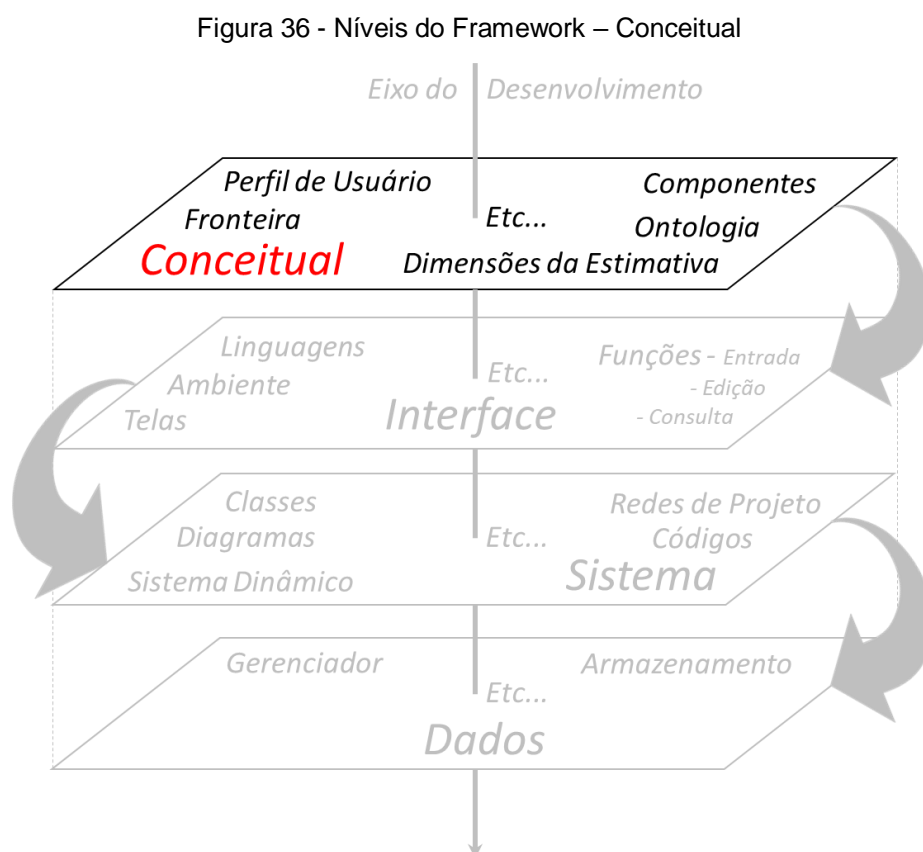 Figura 36 - Níveis do Framework – Conceitual
Eixo do Desenvolvimento
Perfil de Usuário
Componentes
Fronteira
Etc...
Ontologia
Conceitual
Dimensões da Estimativa
Linguagens
Funções - Entrada
Ambiente
Etc...
- Edição
Telas
Interface
- Consulta
Classes
Redes de Projeto
Diagramas
Etc...
Códigos
Sistema Dinâmico
Sistema
Gerenciador
Armazenamento
Etc...
Dados